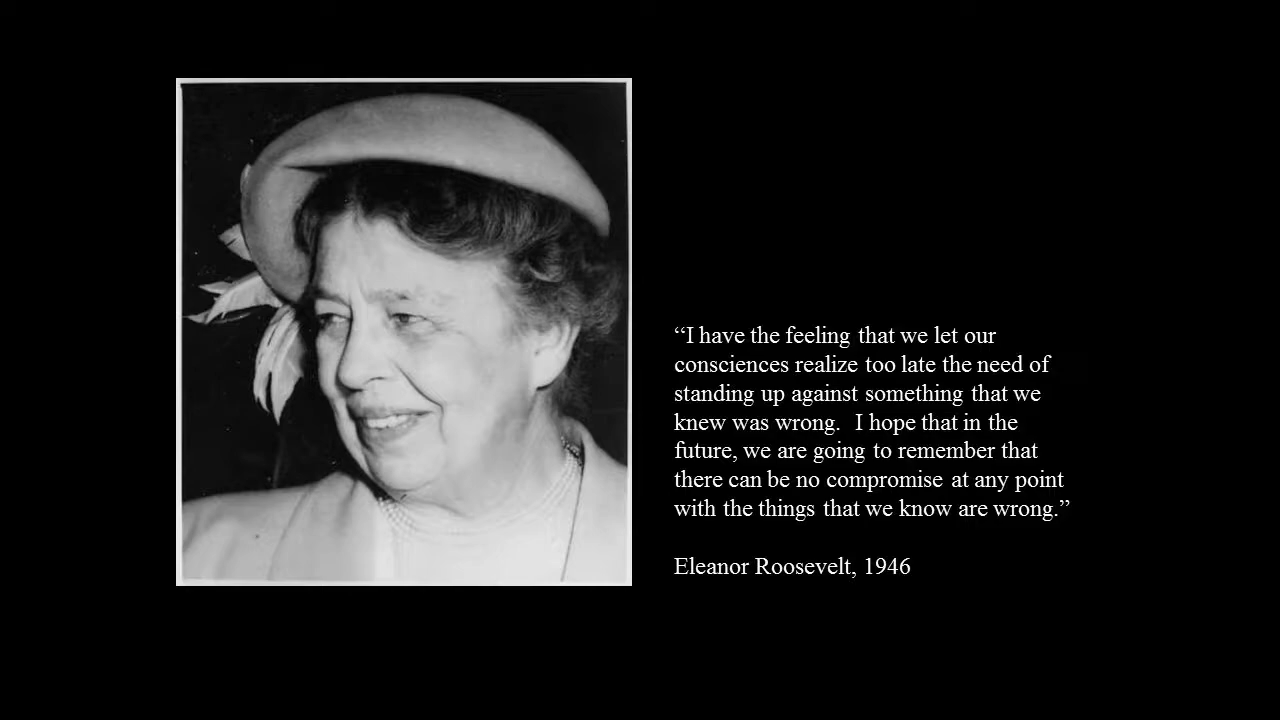 “I have the feeling that we let our
consciences realize too late the need of
standing up against something that we
knew was wrong.  I hope that in the
future, we are going to remember that
there can be no compromise at any point
with the things that we know are wrong.”
Eleanor Roosevelt, 1946